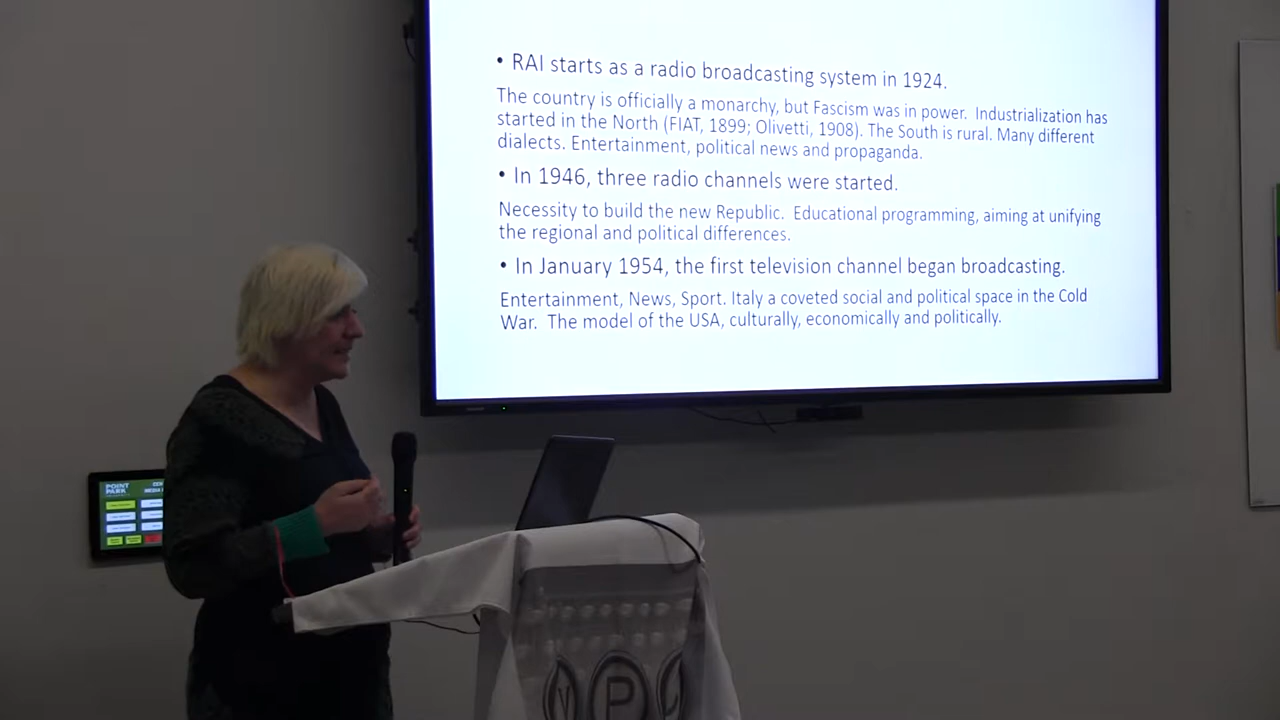 • RAI starts as a radio broadcasting system in 1924.
The country is officially a monarchy, but Fascism was in power. Industrialization has
started in the North (FIAT, 1899; Olivetti, 1908). The South is rural. Many different
dialects. Entertainment, political news and propaganda.
• In 1946, three radio channels were started.
Necessity to build the new Republic. Educational programming, aiming at unifying
the regional and political differences.
• In January 1954, the first television channel began broadcasting.
Entertainment, News, Sport. Italy a coveted social and political space in the Cold
War. The model of the USA, culturally, economically and politically.
POINT
PARK
P